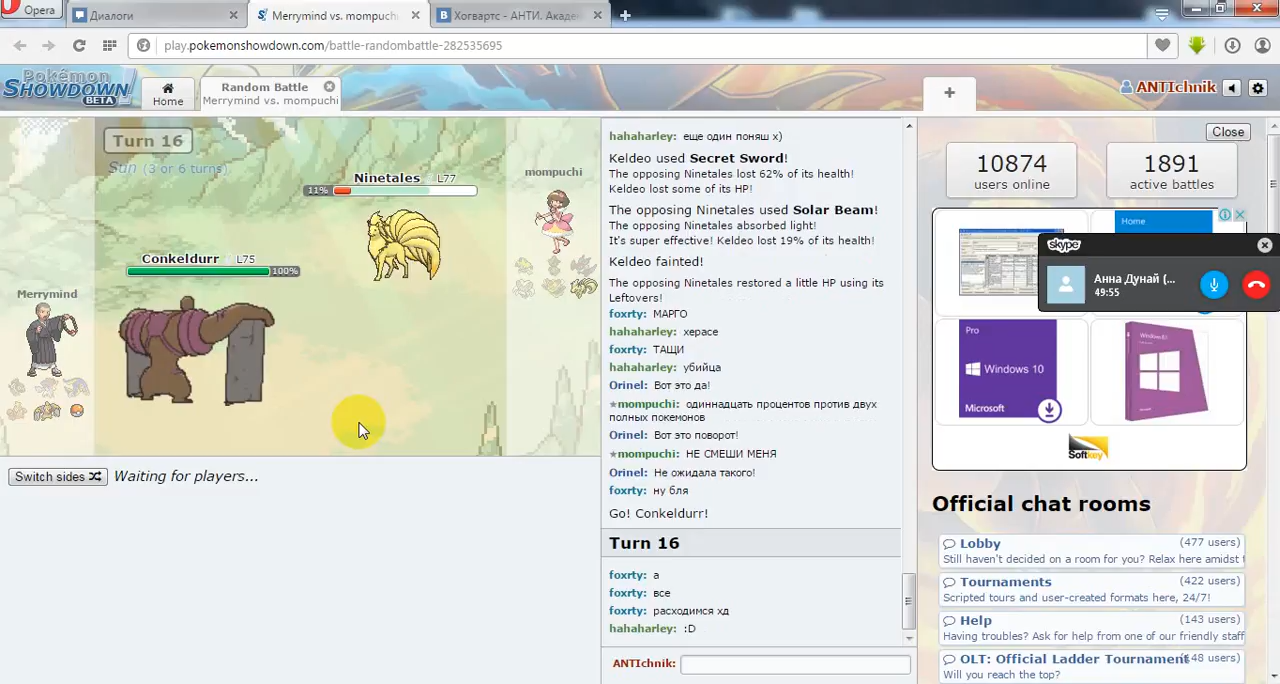 Opera
Диалоги
Merrymind vs. mompuchi
Хогвартс - АНТИ. Акаде
play.pokemonshowdown.com/battle-randombattle-282535695
Pokémon
SHOWDOWN
BETA
Home
Random Battle
Merrymind vs. mompuchi
ANTIchnik
Turn 16
Sun (3 or 6 turns)
Ninetales L77
11%
Conkeldurr L75
100%
Merrymind
mompuchi
Switch sides
Waiting for players...
hahaharley: еще один поняш х)
Keldeo used Secret Sword!
The opposing Ninetales lost 62% of its health!
Keldeo lost some of its HP!
The opposing Ninetales used Solar Beam!
The opposing Ninetales absorbed light!
It's super effective! Keldeo lost 19% of its health!
Keldeo fainted!
The opposing Ninetales restored a little HP using its
Leftovers!
foxrty: МАРГО
hahaharley: херасе
foxrty: ТАЩИ
hahaharley: убийца
Orinel: Вот это да!
★mompuchi: одиннадцать процентов против двух
полных покемонов
Orinel: Вот это поворот!
★mompuchi: НЕ СМЕШИ МЕНЯ
Orinel: Не ожидала такого!
foxrty: ну бля
Go! Conkeldurr!
Turn 16
foxrty: а
foxrty: все
foxrty: расходимся хд
hahaharley: :D
ANTIchnik:
Close
10874
users online
1891
active battles
Home
skype
Анна Дунай (...
49:55
Pro
Windows 10
Microsoft
Windows 8
Softkey
Official chat rooms
Lobby (477 users)
Still haven't decided on a room for you? Relax here amidst t
Tournaments (422 users)
Scripted tours and user-created formats here, 24/7!
Help (143 users)
Having troubles? Ask for help from one of our friendly staff
OLT: Official Ladder Tournament (148 users)
Will you reach the top?